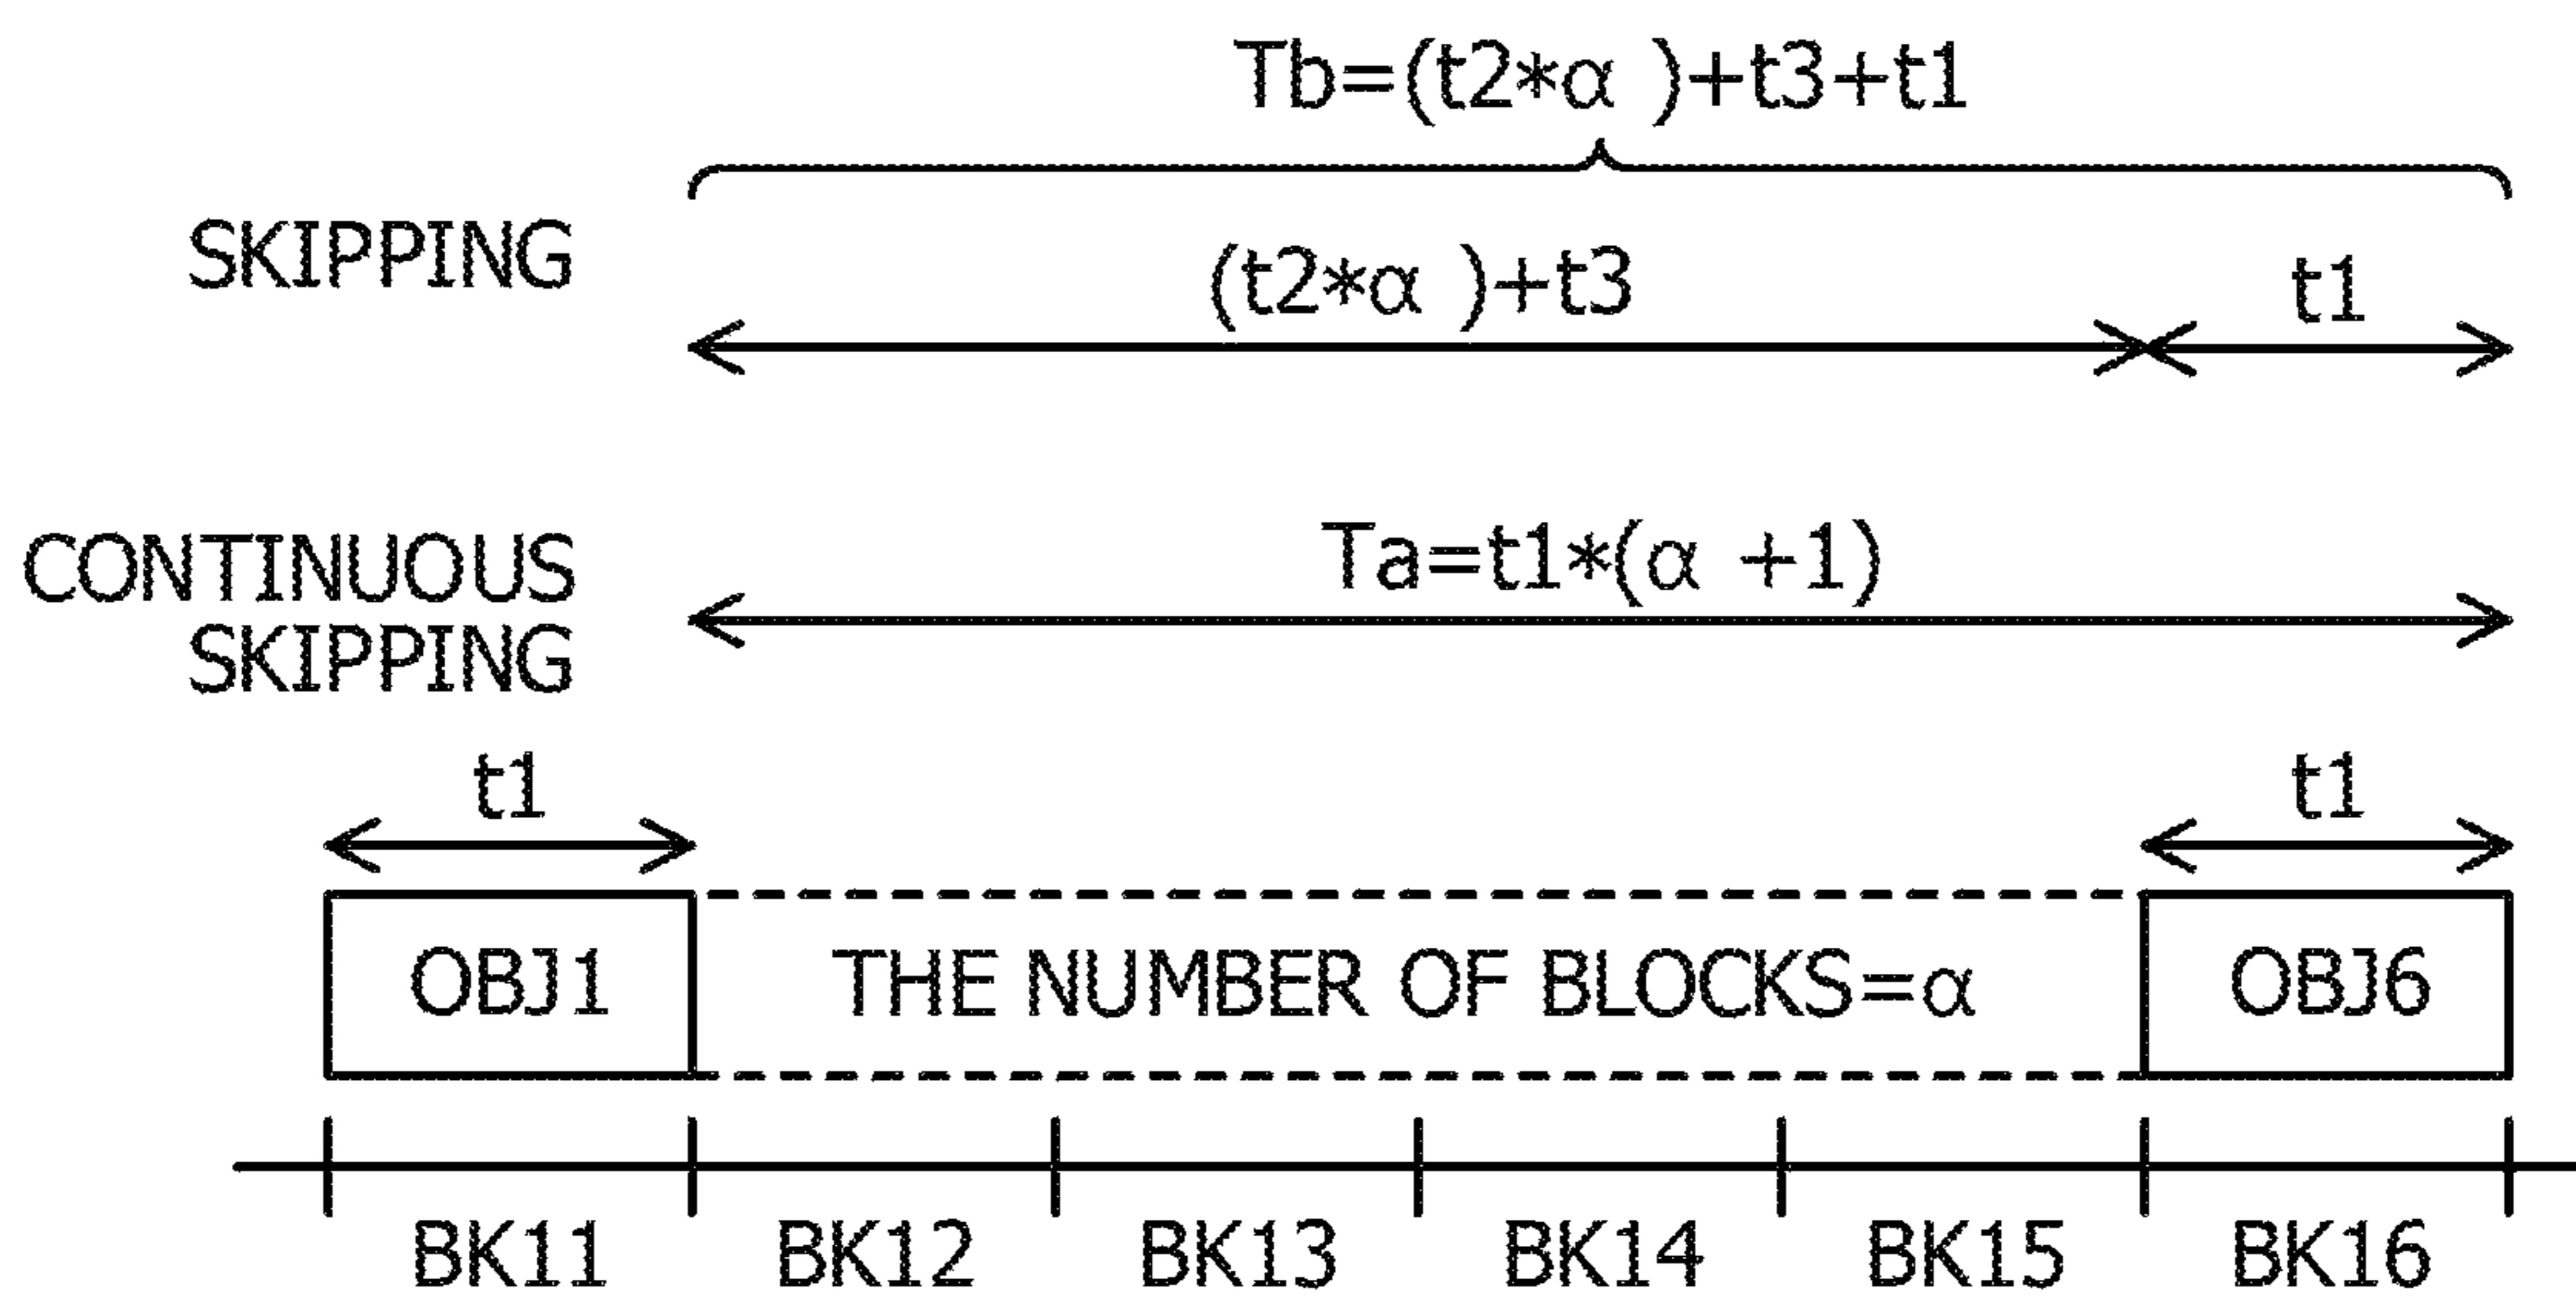 Tb=(t2*α )+t3+t1
SKIPPING
(t2*α )+t3
t1
CONTINUOUS
SKIPPING
Ta=t1*(α +1)
t1
t1
OBJ1
THE NUMBER OF BLOCKS=α
OBJ6
BK11
BK12
BK13
BK14
BK15
BK16